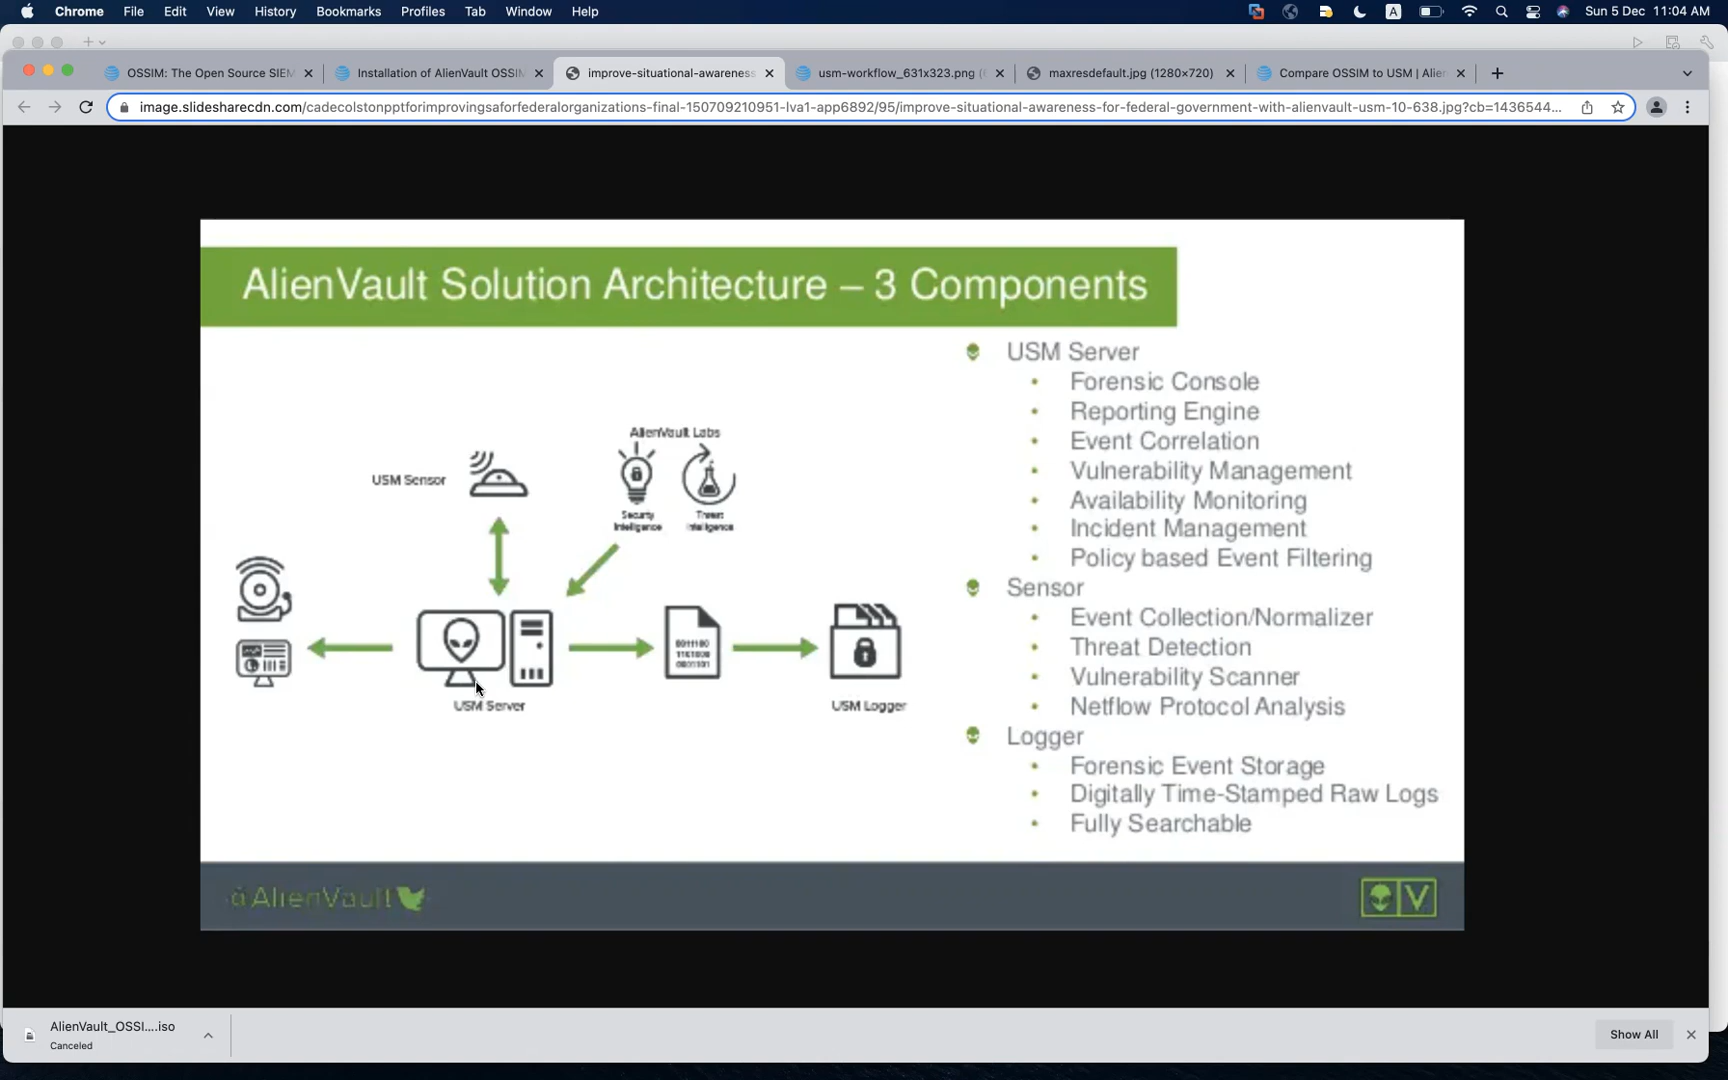 Chrome File Edit View History Bookmarks Profiles Tab Window Help
A
Sun 5 Dec 11:04 AM
OSSIM: The Open Source SIEM
Installation of AlienVault OSSIM
improve-situational-awareness
usm-workflow_631x323.png (6
maxresdefault.jpg (1280×720)
Compare OSSIM to USM | Alien
image.slidesharecdn.com/cadecolstonpptforimprovingsaforfederalorganizations-final-150709210951-lva1-app6892/95/improve-situational-awareness-for-federal-government-with-alienvault-usm-10-638.jpg?cb=1436544...
AlienVault Solution Architecture – 3 Components
AlienVault Labs
USM Sensor
Security Intelligence
Threat Intelligence
0011100
1101000
0001101
USM Server
USM Logger
USM Server
• Forensic Console
• Reporting Engine
• Event Correlation
• Vulnerability Management
• Availability Monitoring
• Incident Management
• Policy based Event Filtering
Sensor
• Event Collection/Normalizer
• Threat Detection
• Vulnerability Scanner
• Netflow Protocol Analysis
Logger
• Forensic Event Storage
• Digitally Time-Stamped Raw Logs
• Fully Searchable
@AlienVault
V
AlienVault_OSSI....iso
Canceled
Show All